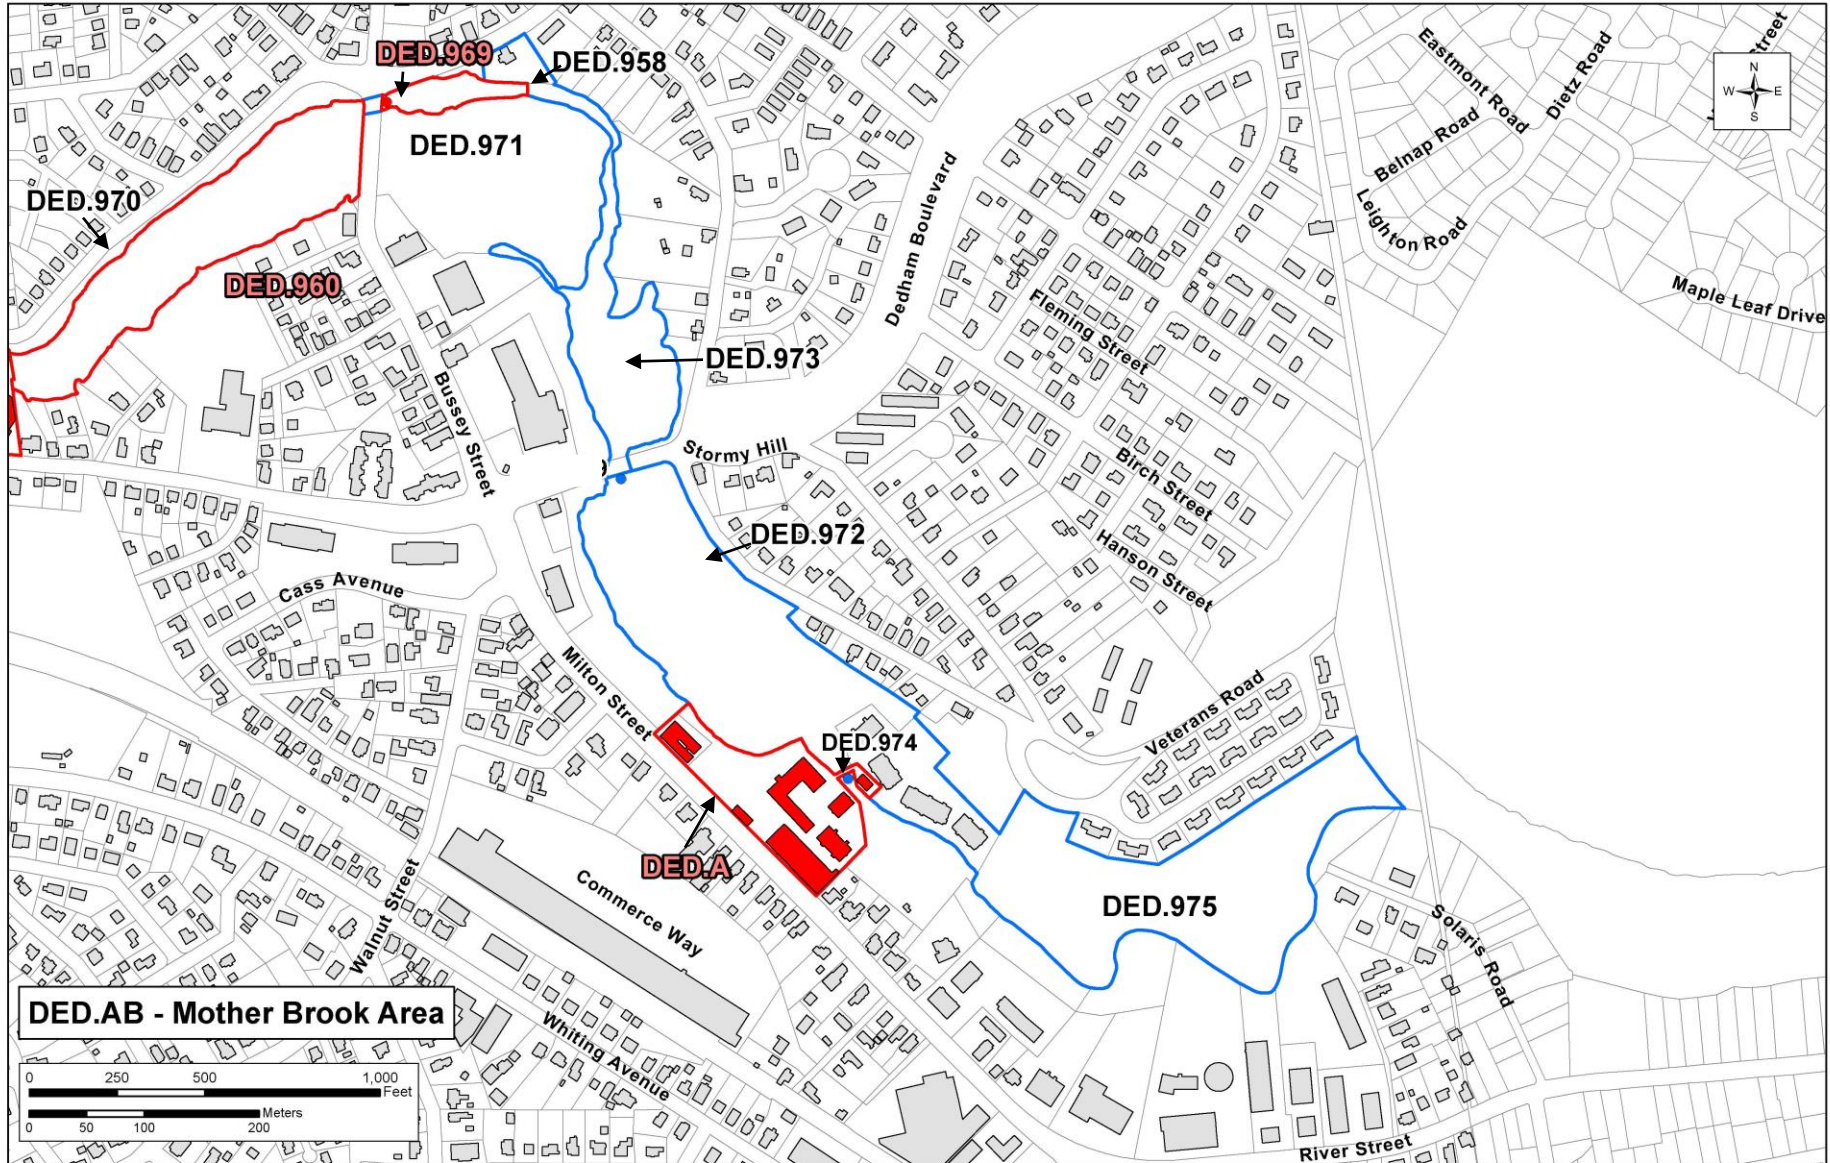 DED.969
DED.958
DED.971
DED.970
DED.960
Eastmont Road
Dietz Road
Street
N
W E
S
Belnap Road
Leighton Road
Maple Leaf Drive
Dedham Boulevard
Fleming Street
DED.973
Bussey Street
Stormy Hill
Birch Street
9
DED.972
Hanson Street
Cass Avenue
Milton Street
Veterans Road
DED.974
DED.A
Commerce Way
DED.975
Walnut Street
Solaris Road
DED.AB - Mother Brook Area
Whiting Avenue
0 250 500 1,000
Feet
Meters
0 50 100 200
River Street